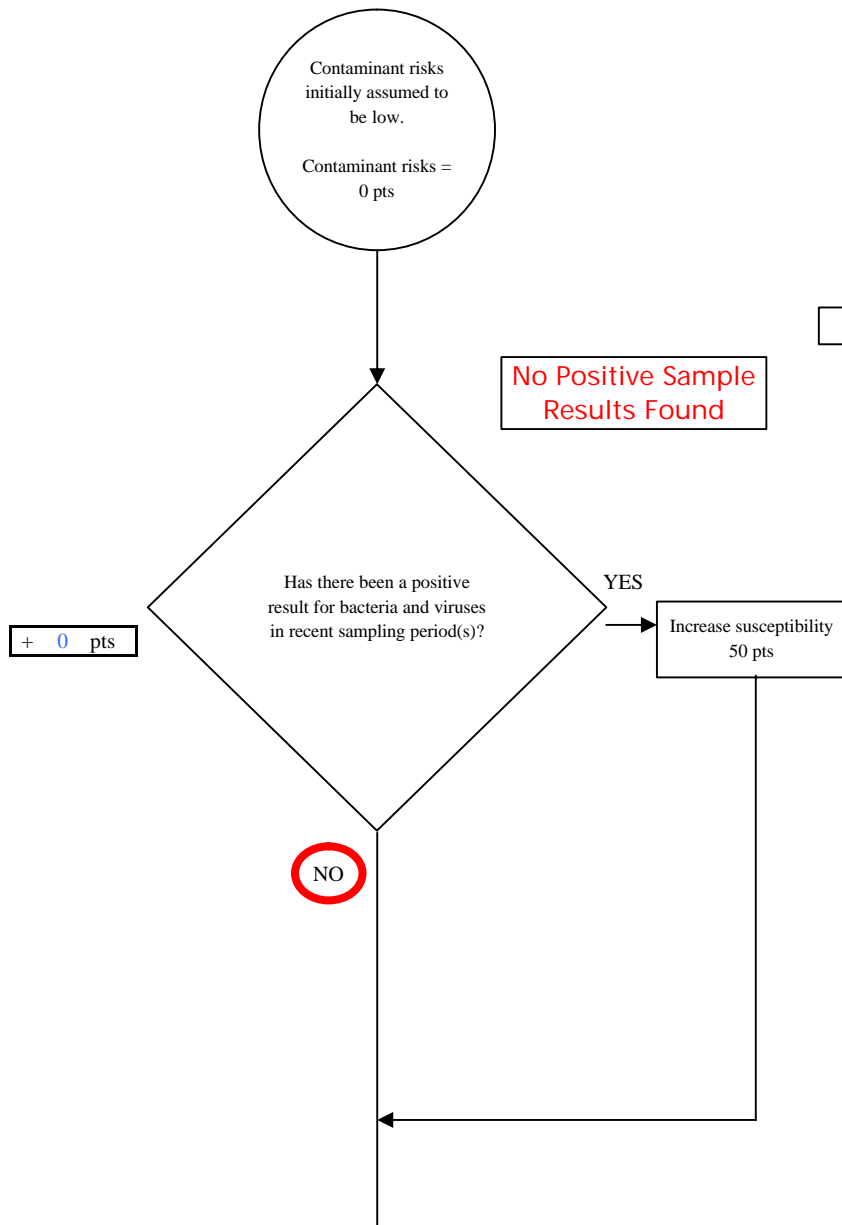 Contaminant risks
initially assumed to
be low.
Contaminant risks =
0 pts
No Positive Sample
Results Found
Has there been a positive
result for bacteria and viruses
in recent sampling period(s)?
YES
Increase susceptibility
50 pts
+ 0 pts
NO